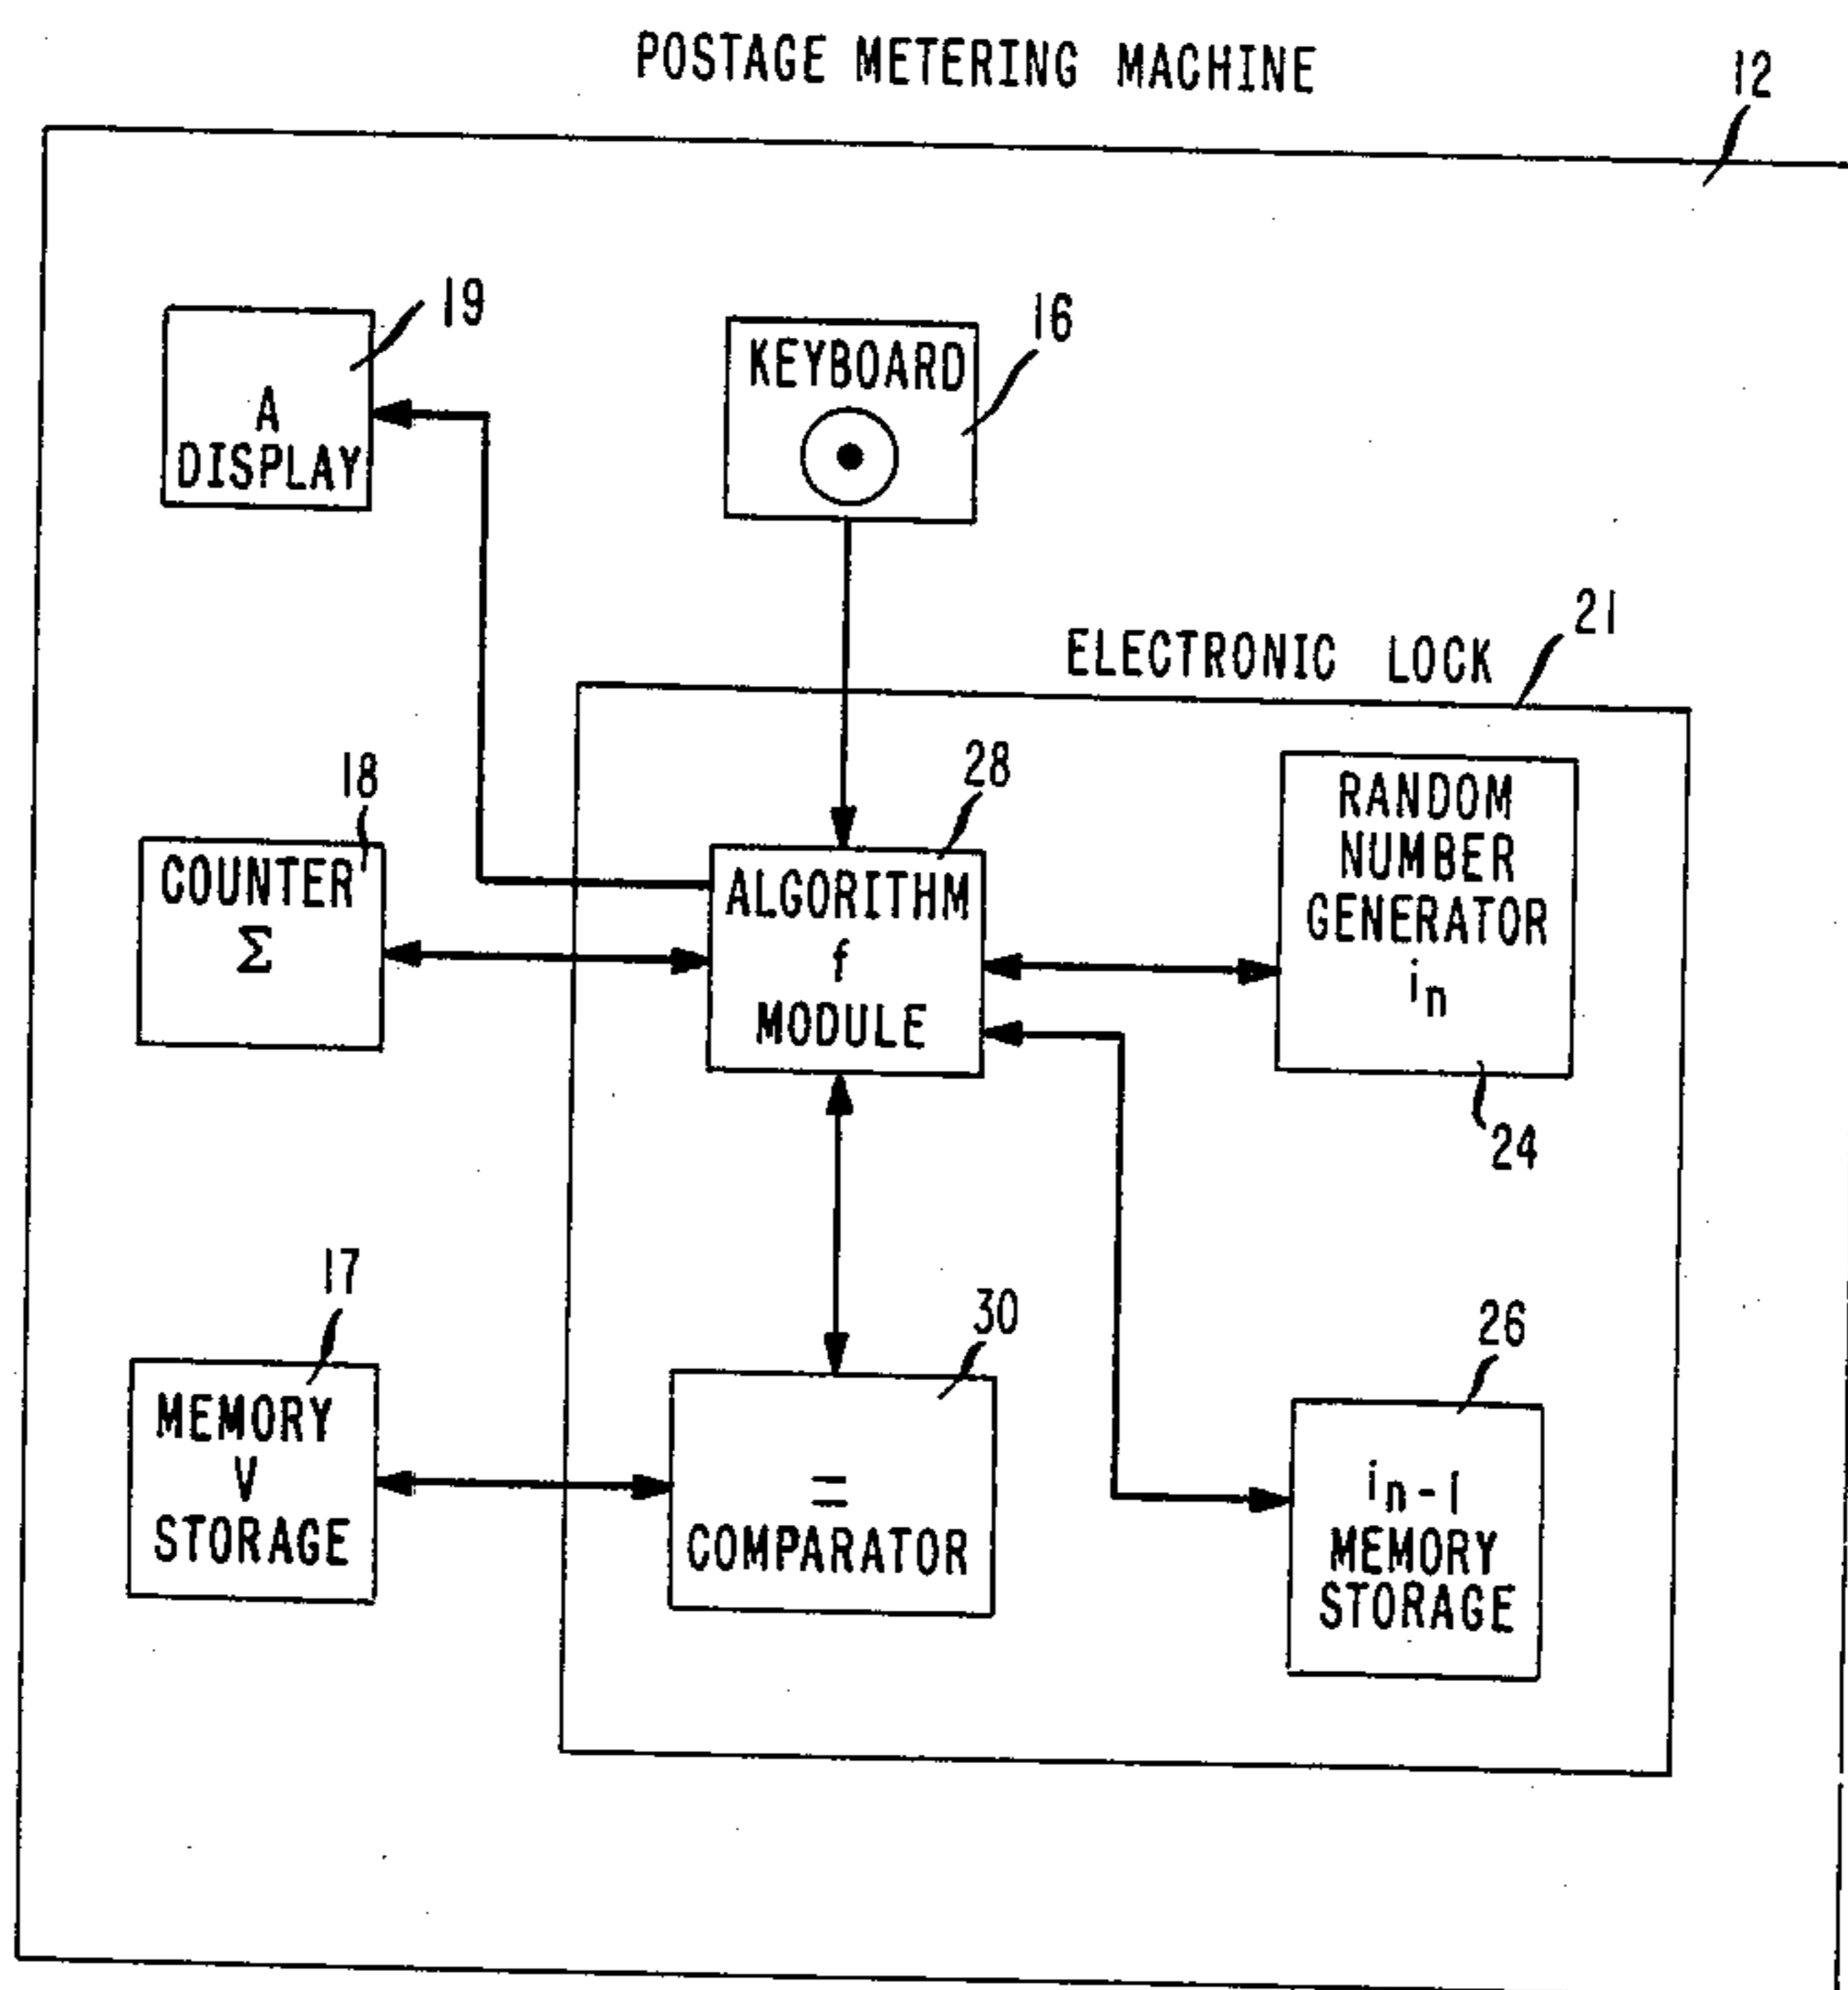 POSTAGE METERING MACHINE
12
19
A
DISPLAY
16
KEYBOARD
ELECTRONIC LOCK
21
18
COUNTER
Σ
28
ALGORITHM
f
MODULE
RANDOM
NUMBER
GENERATOR
in
24
17
MEMORY
V
STORAGE
30
=
COMPARATOR
26
in-1
MEMORY
STORAGE